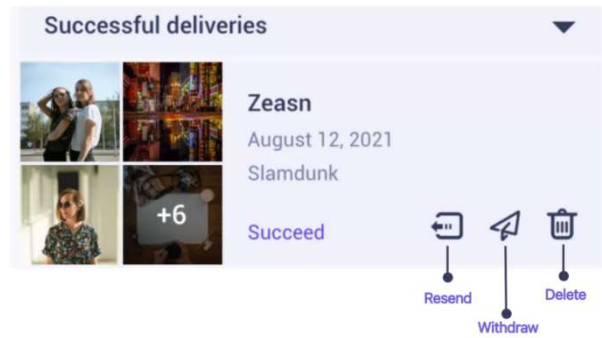 Successful deliveries
Zeasn
August 12, 2021
Slamdunk
+6
Succeed
Resend
Delete
Withdraw